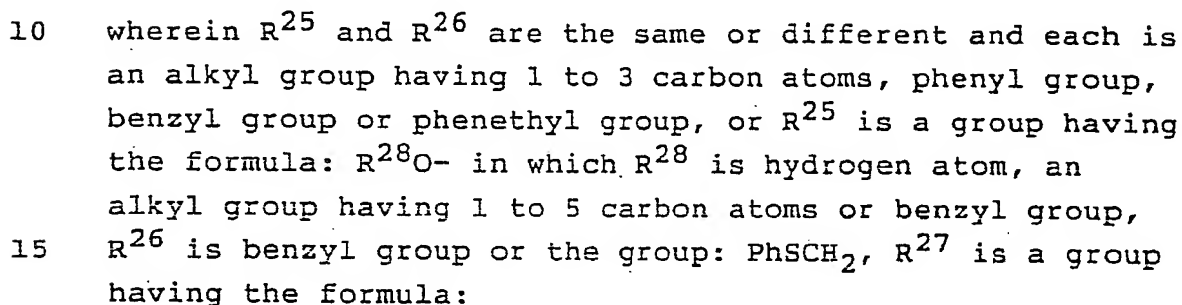 10 wherein R25 and R26 are the same or different and each is
an alkyl group having 1 to 3 carbon atoms, phenyl group,
benzyl group or phenethyl group, or R25 is a group having
the formula: R28O- in which R28 is hydrogen atom, an
alkyl group having 1 to 5 carbon atoms or benzyl group,
15 R26 is benzyl group or the group: PhSCH2, R27 is a group
having the formula: